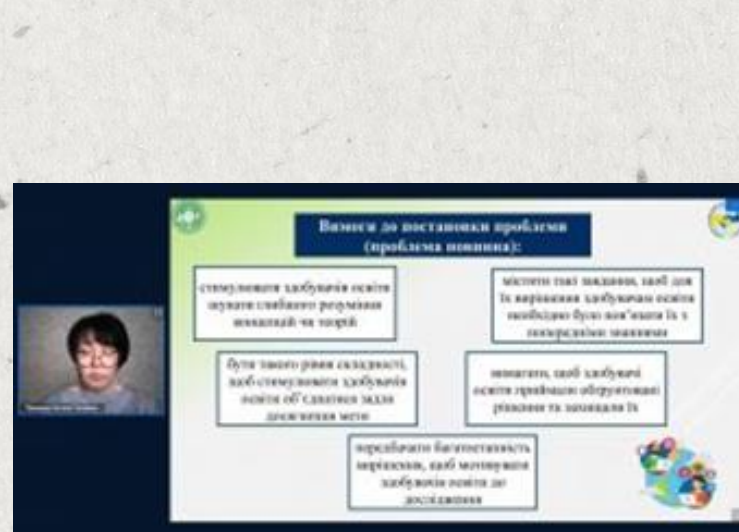 Вимоги до постановки проблеми
(проблема повинна):
стимулювати здобувачів освіти
шукати глибшого розуміння
концепцій чи теорій
містити такі завдання, щоб для
їх вирішення здобувачам освіти
необхідно було пов'язати їх з
попередніми знаннями
бути такого рівня складності,
щоб стимулювати здобувачів
освіти об'єднатися задля
досягнення мети
вимагати, щоб здобувачі
освіти приймали обґрунтовані
рішення та захищали їх
передбачати багатоетапність
вирішення, щоб мотивувати
здобувачів освіти до
дослідження